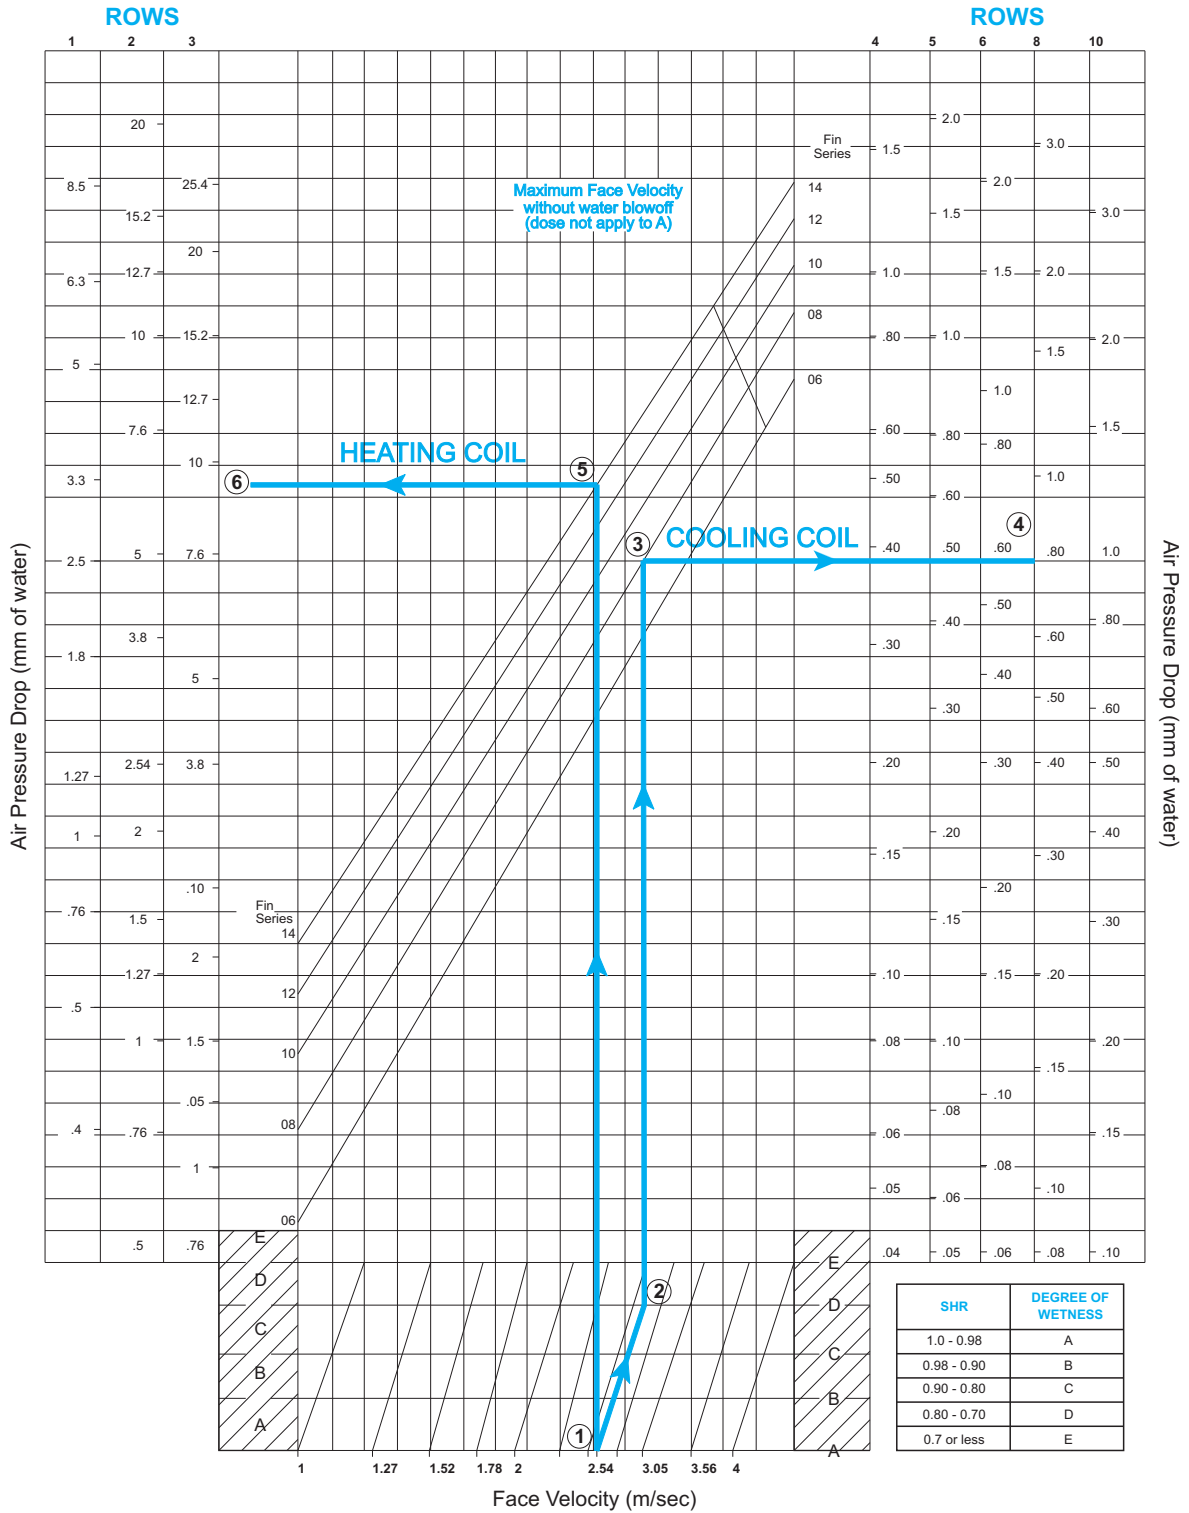 ROWS ROWS
1 2 3 4 5 6 8 10
20 2.0
Fin
Series
1.5 3.0
8.5 25.4 14 2.0
Maximum Face Velocity
without water blowoff
(dose not apply to A)
15.2 12 1.5 3.0
20
6.3 12.7 10 1.0 1.5 2.0
08
10 15.2 .80 1.0 2.0
5 1.5
06
12.7 1.0
7.6 .60 .80 1.5
.80
HEATING COIL
10
3.3 6 5 .50 1.0
.60
3 COOLING COIL 4
5 7.6 .40 .50 .60 .80 1.0
2.5
.50
3.8 .40 .60 .80
1.8 .30
5 .40
.50
.30 .60
2.54 3.8 .20 .30 .40 .50
1.27
1 2 .20 .40
.15 .30
.10 .20
Fin
Series
.76 1.5 .15 .30
14
2
1.27 .10 .15 .20
12
.5
1 1.5 .08 .10 .20
10
.15
.05 .08 .10
08
.4 .76 .06 .15
1 .08
.05 .06 .10
06
.5 .76 .04 .05 .06 .08 .10
E E
D D
C C
B B
A A
1 2
SHR DEGREE OF
WETNESS
1.0 - 0.98 A
0.98 - 0.90 B
0.90 - 0.80 C
0.80 - 0.70 D
0.7 or less E
1 1.27 1.52 1.78 2 2.54 3.05 3.56 4
Face Velocity (m/sec)
Air Pressure Drop (mm of water)
Air Pressure Drop (mm of water)